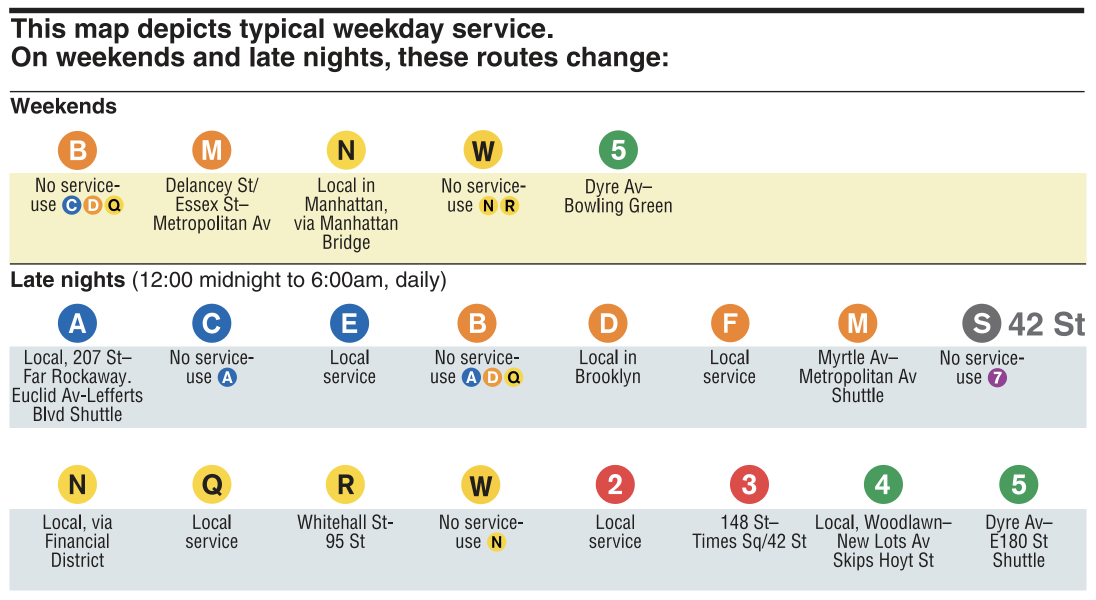 This map depicts typical weekday service.
On weekends and late nights, these routes change:
Weekends
B
No service-
use C D Q
M
Delancey St/
Essex St–
Metropolitan Av
N
Local in
Manhattan,
via Manhattan
Bridge
W
No service-
use N R
5
Dyre Av–
Bowling Green
Late nights (12:00 midnight to 6:00am, daily)
A
Local, 207 St–
Far Rockaway.
Euclid Av-Lefferts
Blvd Shuttle
C
No service-
use A
E
Local
service
B
No service-
use A D Q
D
Local in
Brooklyn
F
Local
service
M
Myrtle Av–
Metropolitan Av
Shuttle
S 42 St
No service-
use 7
N
Local, via
Financial
District
Q
Local
service
R
Whitehall St-
95 St
W
No service-
use N
2
Local
service
3
148 St–
Times Sq/42 St
4
Local, Woodlawn–
New Lots Av
Skips Hoyt St
5
Dyre Av–
E180 St
Shuttle